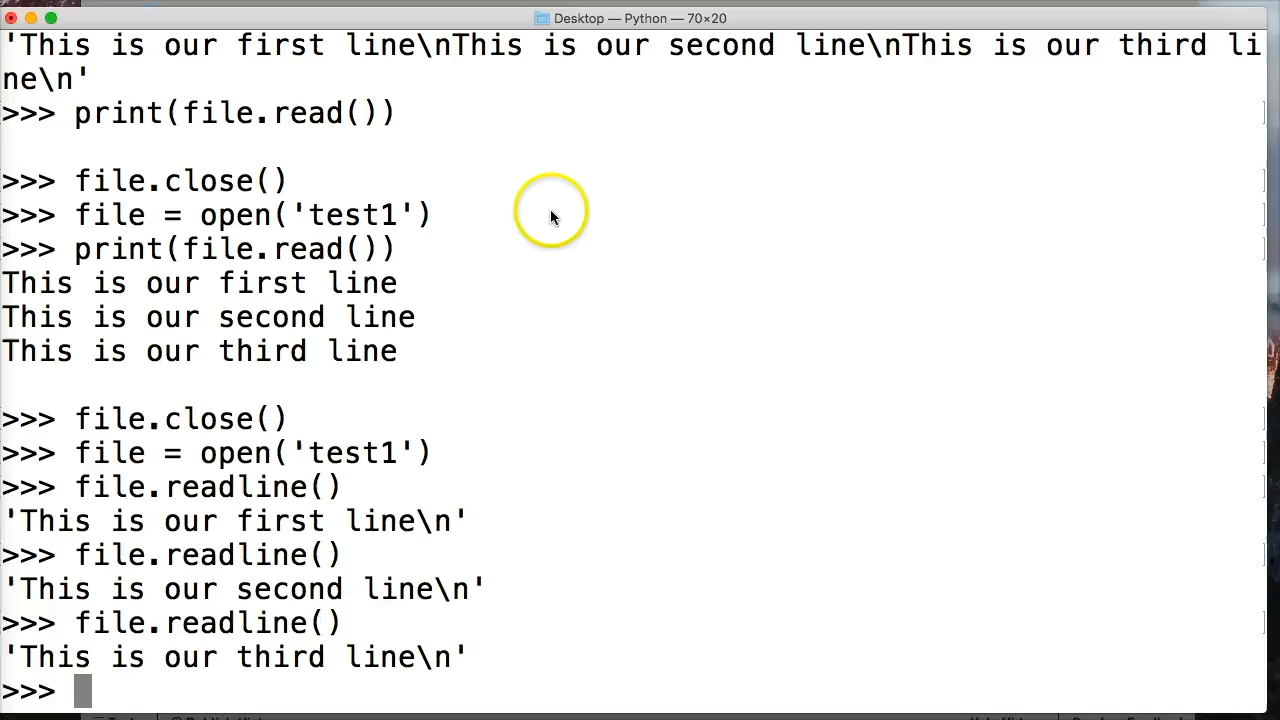 Desktop — Python — 70×20
'This is our first line\nThis is our second line\nThis is our third li
ne\n'
>>> print(file.read())
>>> file.close()
>>> file = open('test1')
>>> print(file.read())
This is our first line
This is our second line
This is our third line
>>> file.close()
>>> file = open('test1')
>>> file.readline()
'This is our first line\n'
>>> file.readline()
'This is our second line\n'
>>> file.readline()
'This is our third line\n'
>>>